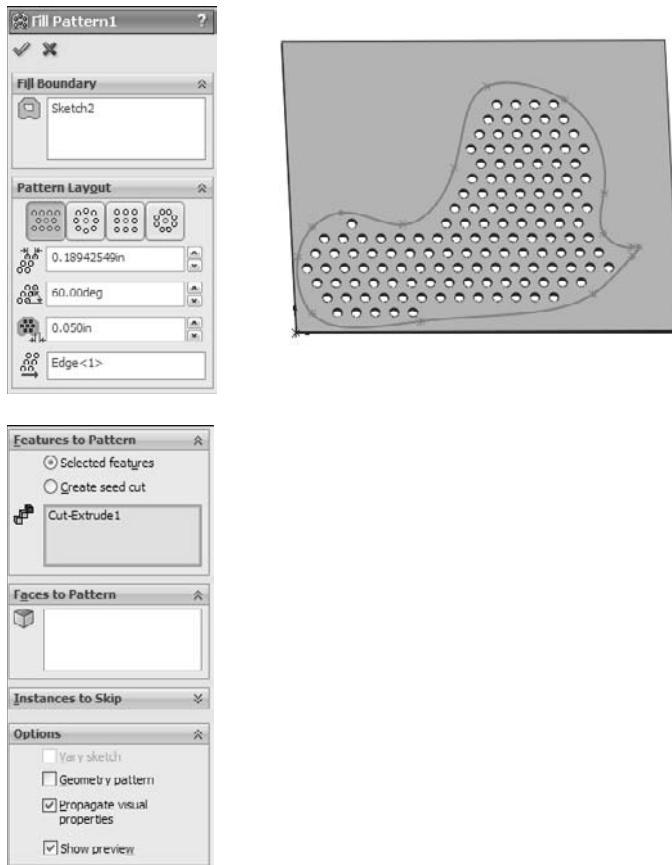 Fill Pattern1 ?
Fill Boundary
Sketch2
Pattern Layout
0.18942549in
60.00deg
0.050in
Edge<1>
Features to Pattern
Selected features
Create seed cut
Cut-Extrude1
Faces to Pattern
Instances to Skip
Options
Vary sketch
Geometry pattern
Propagate visual
properties
Show preview